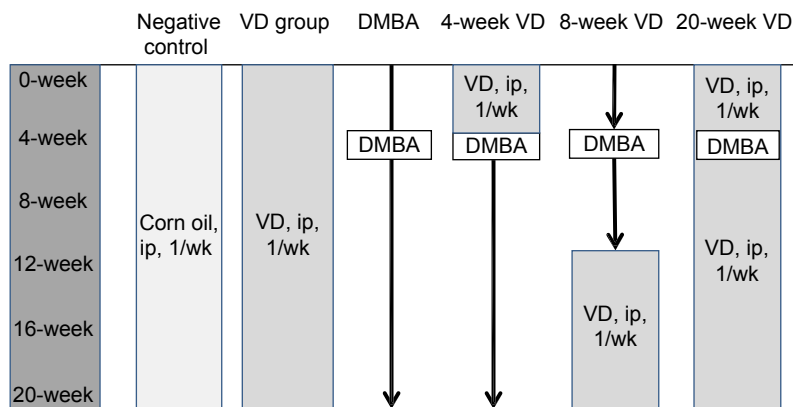 Negative control VD group DMBA 4-week VD 8-week VD 20-week VD
0-week
4-week
8-week
12-week
16-week
20-week
Corn oil,
ip, 1/wk
VD, ip,
1/wk
DMBA
VD, ip,
1/wk
DMBA
DMBA
VD, ip,
1/wk
VD, ip,
1/wk
DMBA
VD, ip,
1/wk